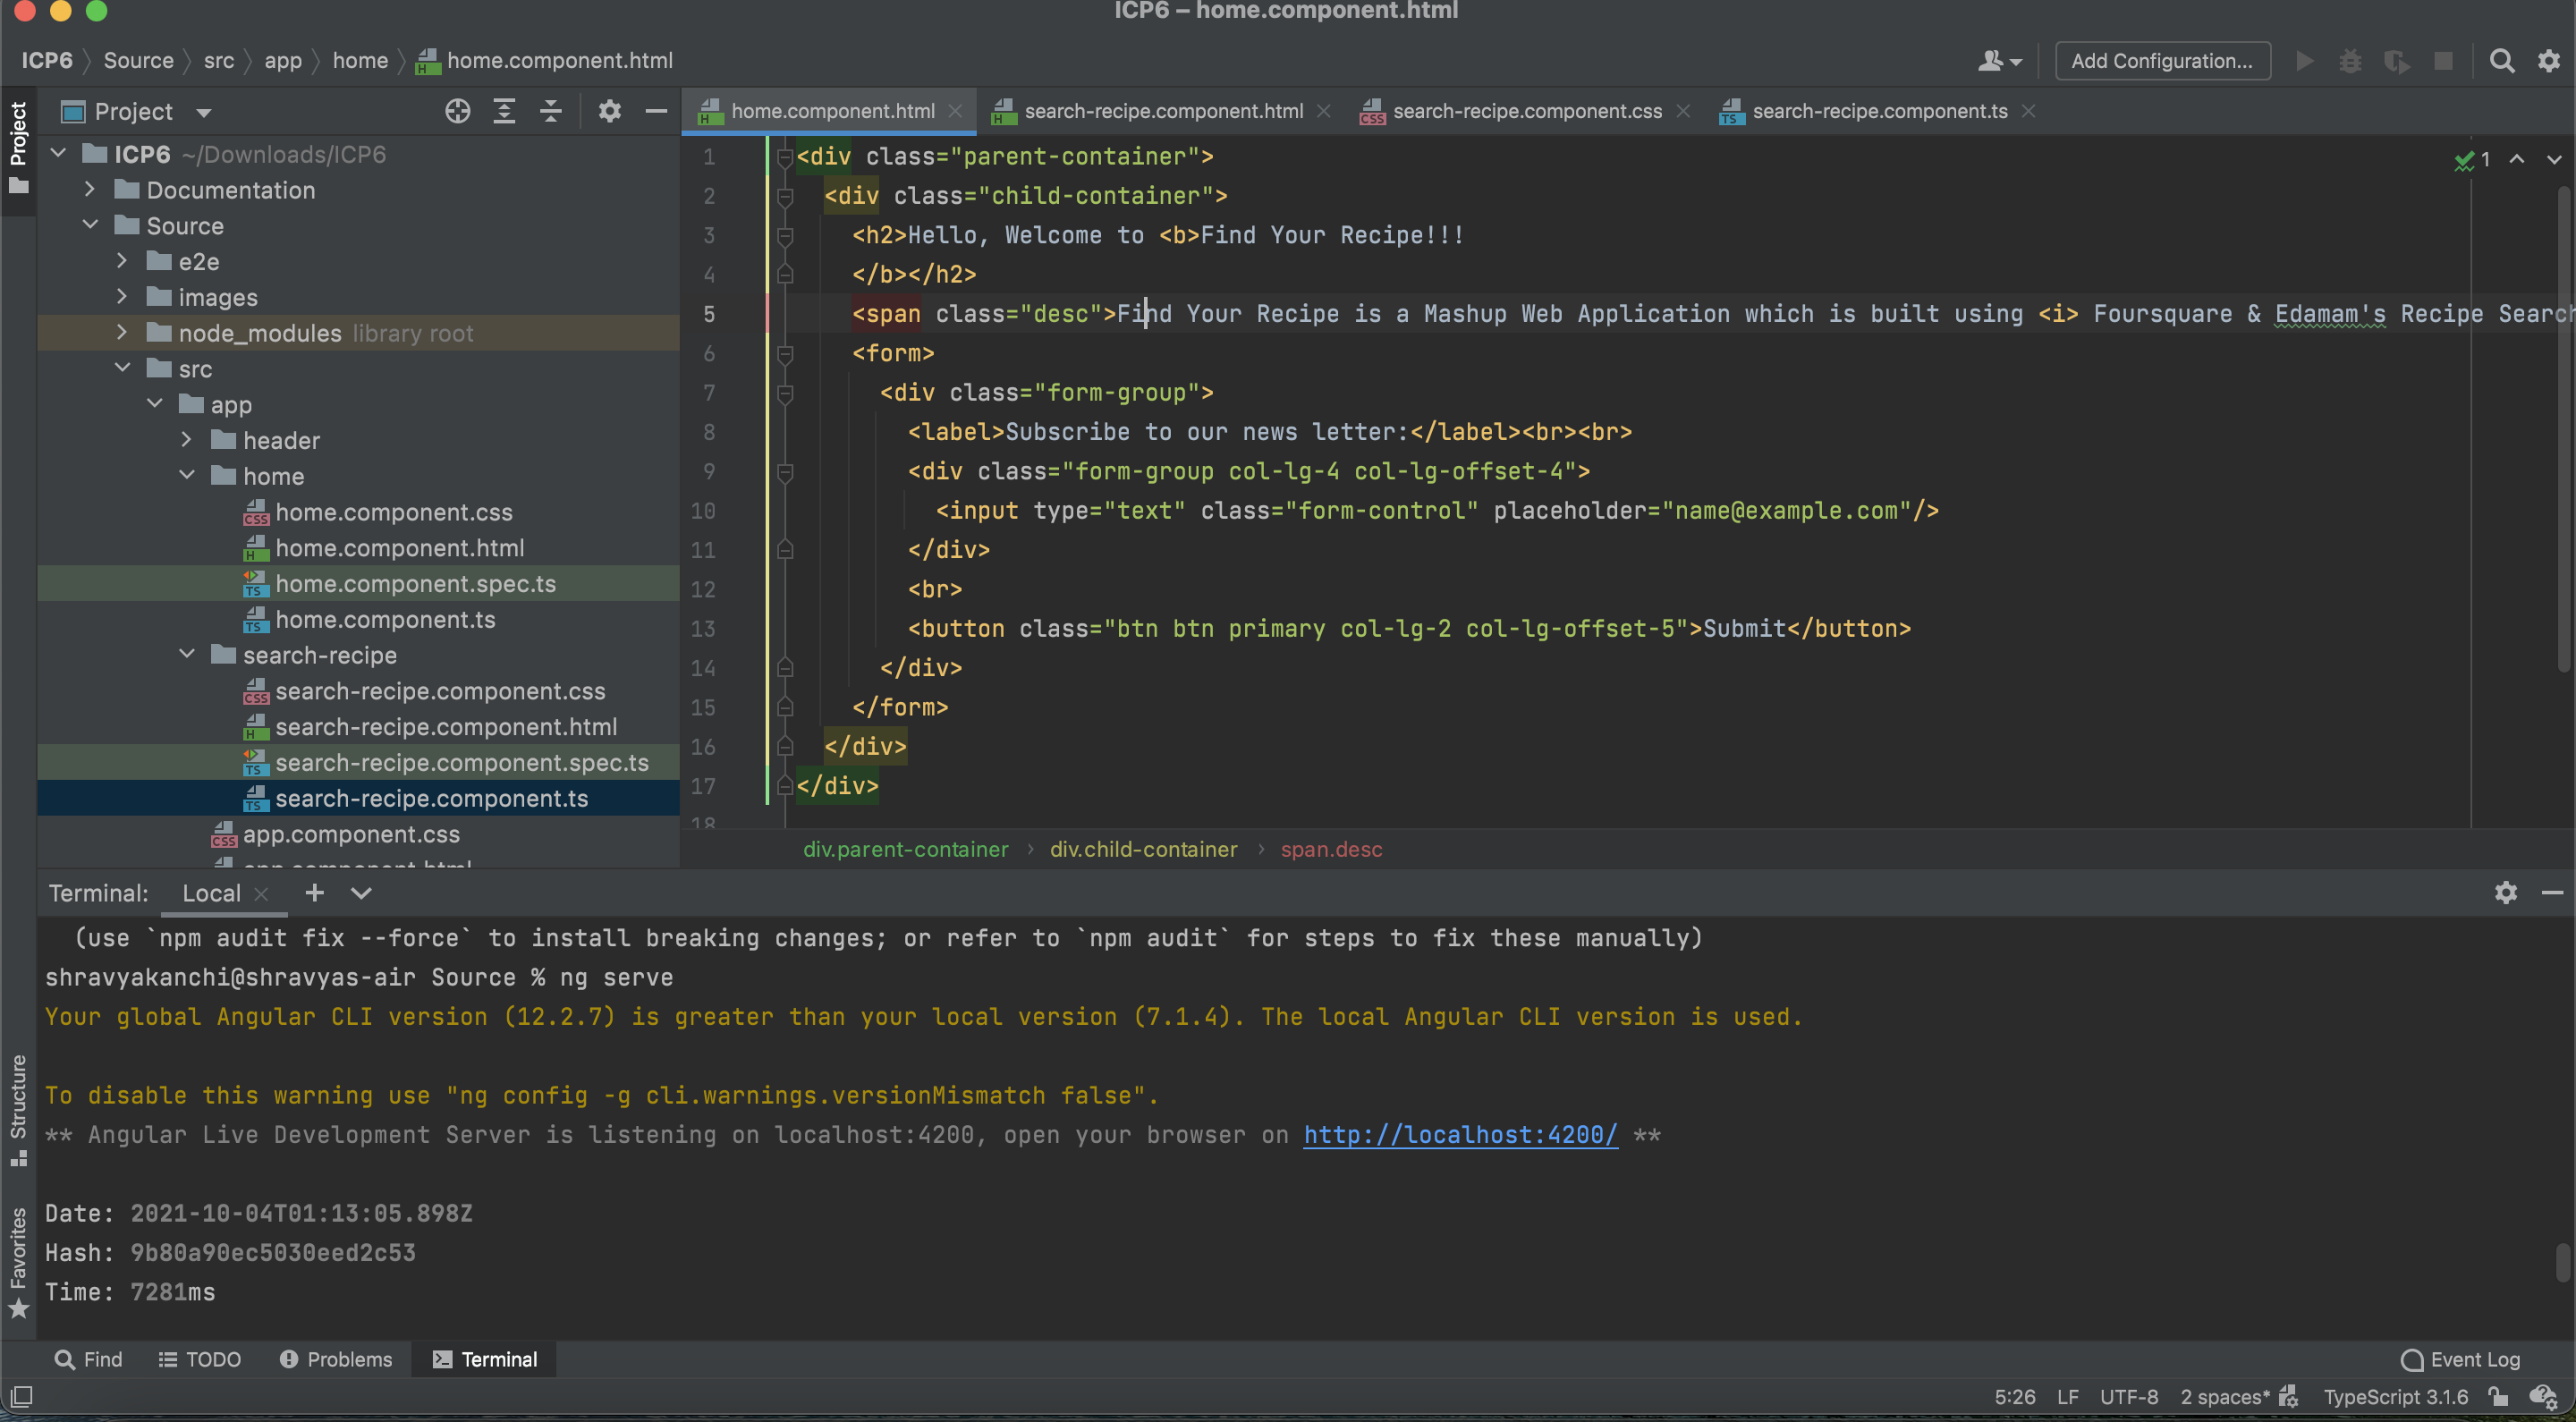 ICP6 – home.component.html
ICP6 Source src app home home.component.html
Add Configuration...
Project
Project
home.component.html
search-recipe.component.html
search-recipe.component.css
search-recipe.component.ts
ICP6 ~/Downloads/ICP6
Documentation
Source
e2e
images
node_modules library root
src
app
header
home
home.component.css
home.component.html
home.component.spec.ts
home.component.ts
search-recipe
search-recipe.component.css
search-recipe.component.html
search-recipe.component.spec.ts
search-recipe.component.ts
app.component.css
app.component.html
1 <div class="parent-container">
1
2 <div class="child-container">
3 <h2>Hello, Welcome to <b>Find Your Recipe!!!
4 </b></h2>
5 <span class="desc">Find Your Recipe is a Mashup Web Application which is built using <i> Foursquare & Edamam's Recipe Search
6 <form>
7 <div class="form-group">
8 <label>Subscribe to our news letter:</label><br><br>
9 <div class="form-group col-lg-4 col-lg-offset-4">
10 <input type="text" class="form-control" placeholder="name@example.com"/>
11 </div>
12 <br>
13 <button class="btn btn primary col-lg-2 col-lg-offset-5">Submit</button>
14 </div>
15 </form>
16 </div>
17 </div>
18
div.parent-container div.child-container span.desc
Terminal: Local
(use `npm audit fix --force` to install breaking changes; or refer to `npm audit` for steps to fix these manually)
shravyakanchi@shravyas-air Source % ng serve
Your global Angular CLI version (12.2.7) is greater than your local version (7.1.4). The local Angular CLI version is used.
To disable this warning use "ng config -g cli.warnings.versionMismatch false".
** Angular Live Development Server is listening on localhost:4200, open your browser on http://localhost:4200/ **
Date: 2021-10-04T01:13:05.898Z
Hash: 9b80a90ec5030eed2c53
Time: 7281ms
Structure
Favorites
Find
TODO
Problems
Terminal
Event Log
5:26 LF UTF-8 2 spaces* TypeScript 3.1.6